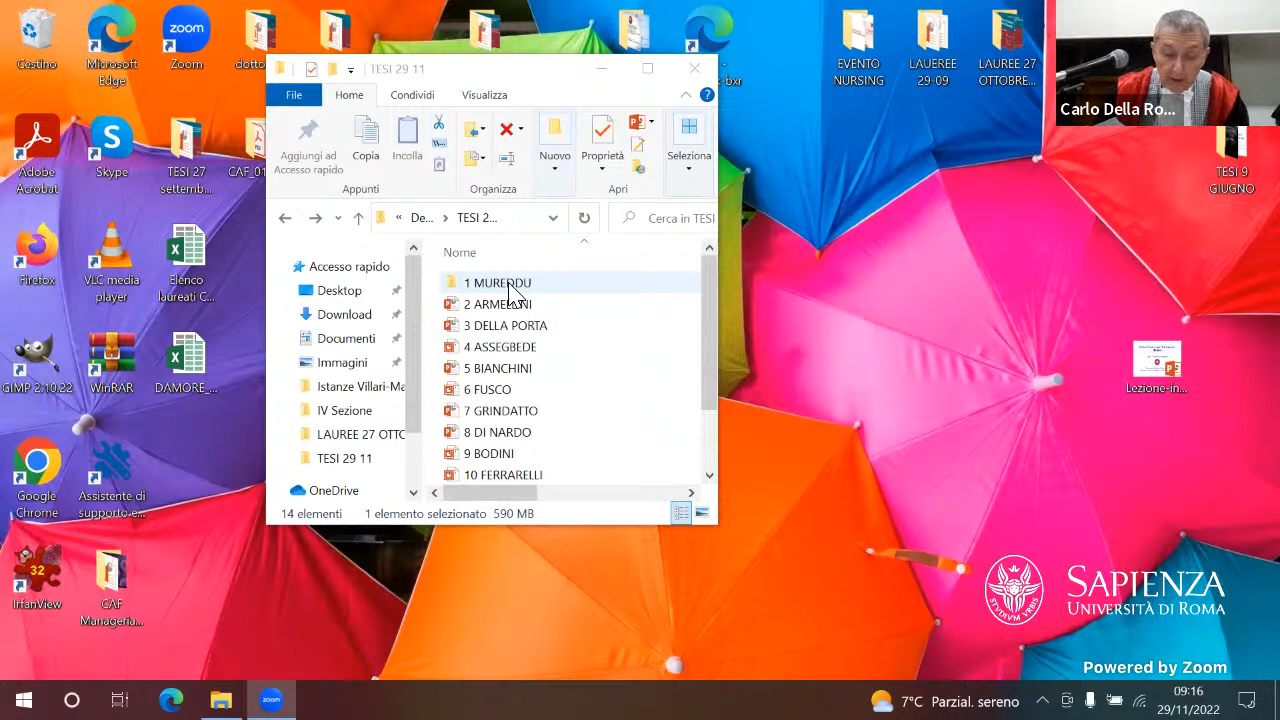 Cestino
Microsoft
Edge
Zoom
zoom
TESI 29 11
File
Home
Condividi
Visualizza
Aggiungi ad
Accesso rapido
Copia
Incolla
Nuovo
Proprietà
Seleziona
Appunti
Organizza
Apri
« De... › TESI 2...
Cerca in TESI
Nome
Accesso rapido
Desktop
Download
Documenti
Immagini
Istanze Villari-Ma
IV Sezione
LAUREE 27 OTTC
TESI 29 11
OneDrive
1 MUREDDU
2 ARMELLINI
3 DELLA PORTA
4 ASSEGBEDE
5 BIANCHINI
6 FUSCO
7 GRINDATTO
8 DI NARDO
9 BODINI
10 FERRARELLI
14 elementi
1 elemento selezionato 590 MB
EVENTO
NURSING
LAUEREE
29-09
LAUREE 27
OTTOBRE...
Carlo Della Ro...
TESI 9
GIUGNO
Adobe
Acrobat
Skype
TESI 27
settemb...
Firefox
VLC media
player
Elenco
laureati C...
GIMP 2.10.22
WinRAR
DAMORE_...
Google
Chrome
Assistente di
supporto e...
32
IrfanView
CAF
Manageria...
Lezione-in...
STVDIVM VRBIS
SAPIENZA
UNIVERSITÀ DI ROMA
Powered by Zoom
zoom
7°C Parzial. sereno
09:16
29/11/2022